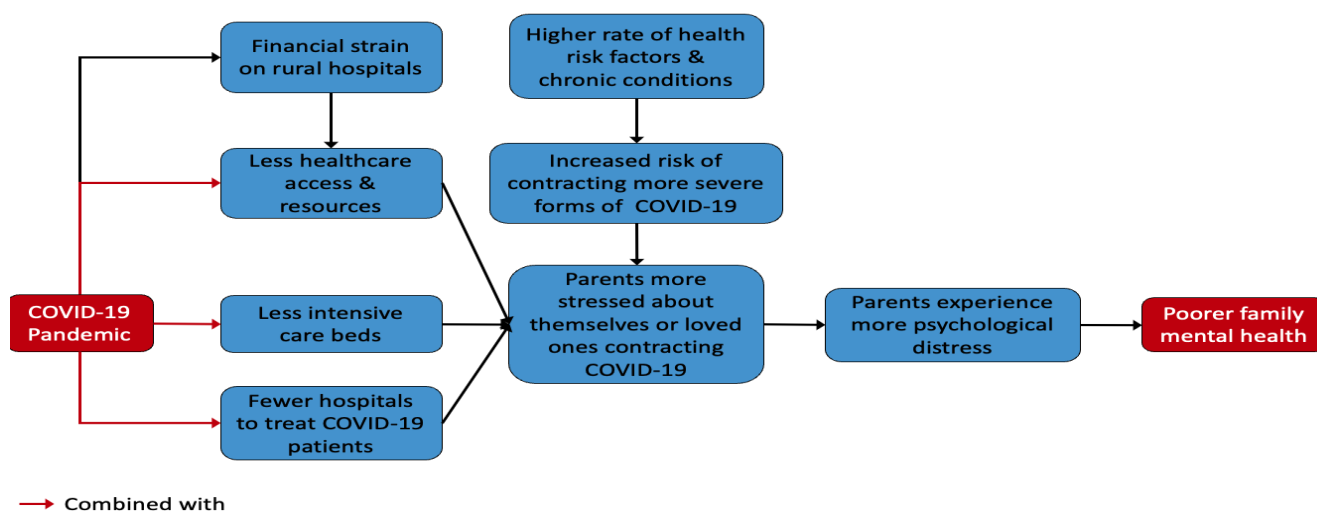 Financial strain
on rural hospitals
Higher rate of health
risk factors &
chronic conditions
Less healthcare
access &
resources
Increased risk of
contracting more severe
forms of COVID-19
COVID-19
Pandemic
Less intensive
care beds
Parents more
stressed about
themselves or loved
ones contracting
COVID-19
Parents experience
more psychological
distress
Poorer family
mental health
Fewer hospitals
to treat COVID-19
patients
Combined with